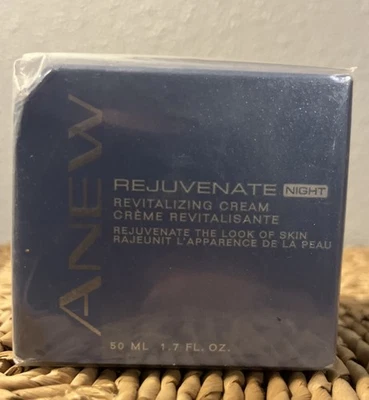 ANEW
REJUVENATE NIGHT
REVITALIZING CREAM
CRÈME REVITALISANTE
REJUVENATE THE LOOK OF SKIN
RAJEUNIT L'APPARENCE DE LA PEAU
50 ML 1.7 FL. OZ.